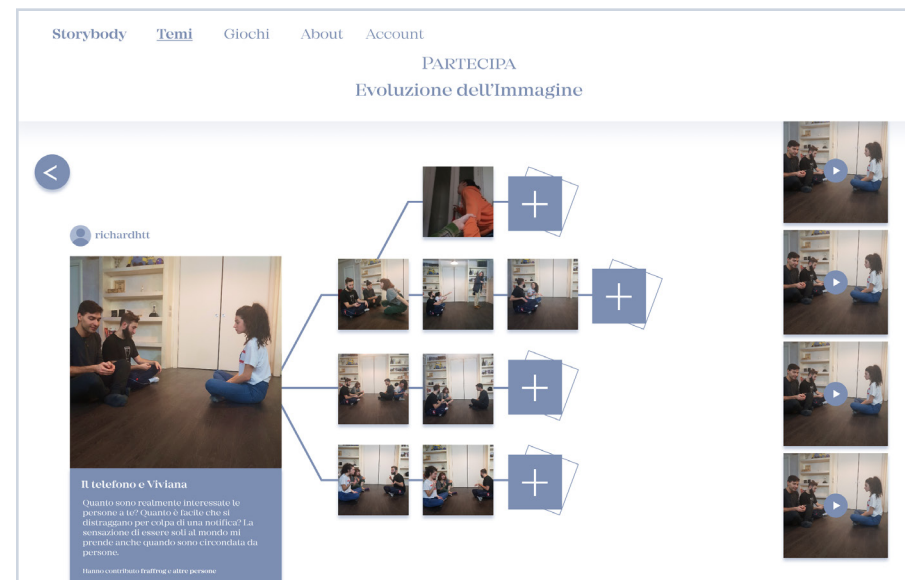 Storybody Temi Giochi About Account
PARTECIPA
Evoluzione dell'Immagine
<
richardhtt
Il telefono e Viviana
Quanto sono realmente interessate le
persone a te? Quanto è facile che si
distraggano per colpa di una notifica? La
sensazione di essere soli al mondo mi
prende anche quando sono circondata da
persone.
Hanno contribuito fraffrog e altre persone